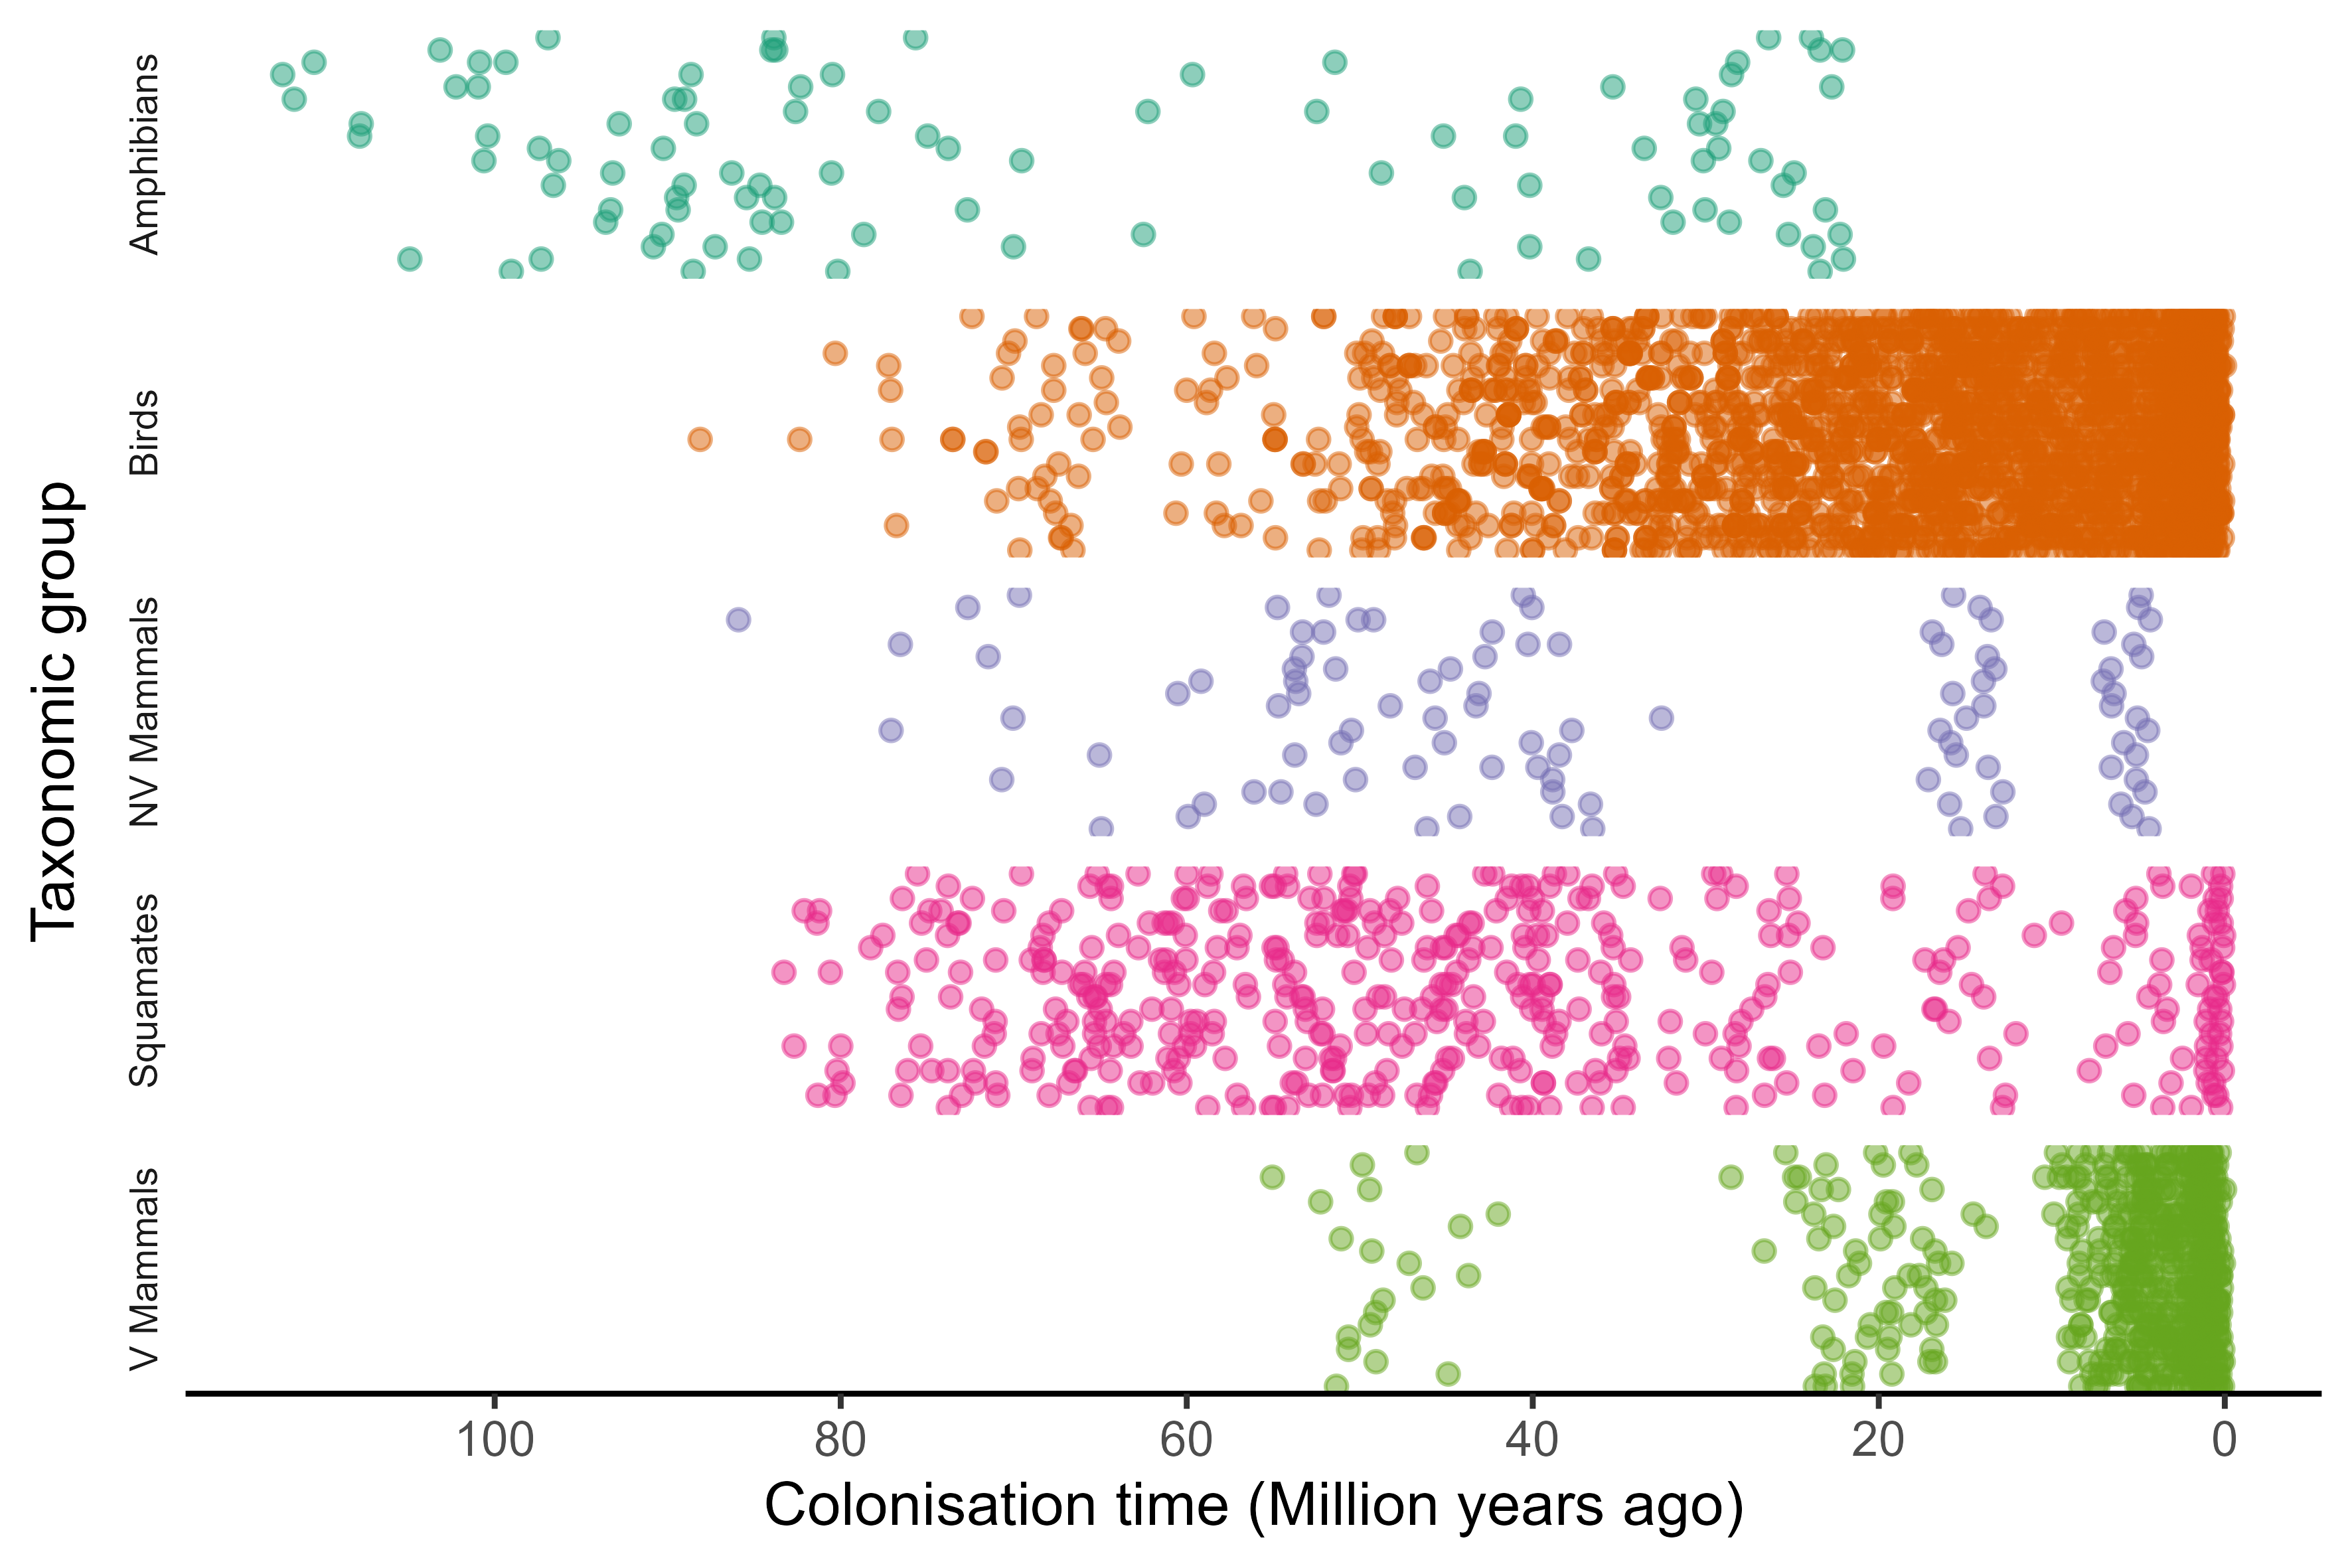 Taxonomic group
Amphibians
Birds
NV Mammals
Squamates
V Mammals
100 80 60 40 20 0
Colonisation time (Million years ago)